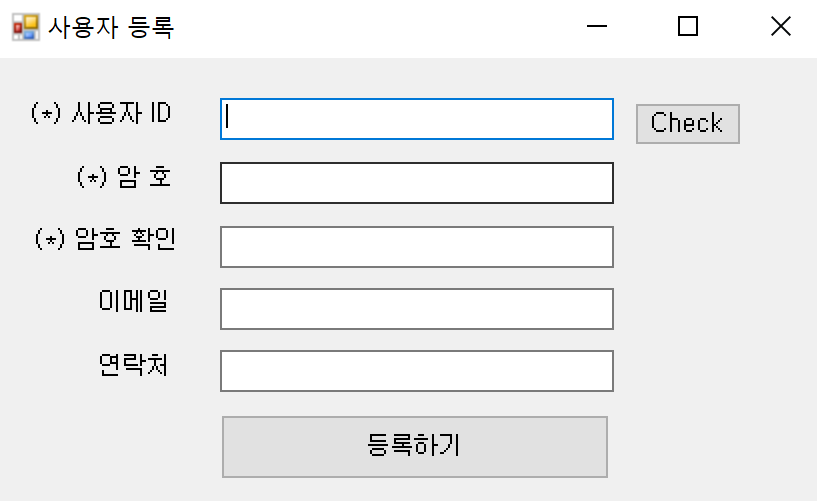 사용자 등록
(*) 사용자 ID
Check
(*) 암 호
(*) 암호 확인
이메일
연락처
등록하기